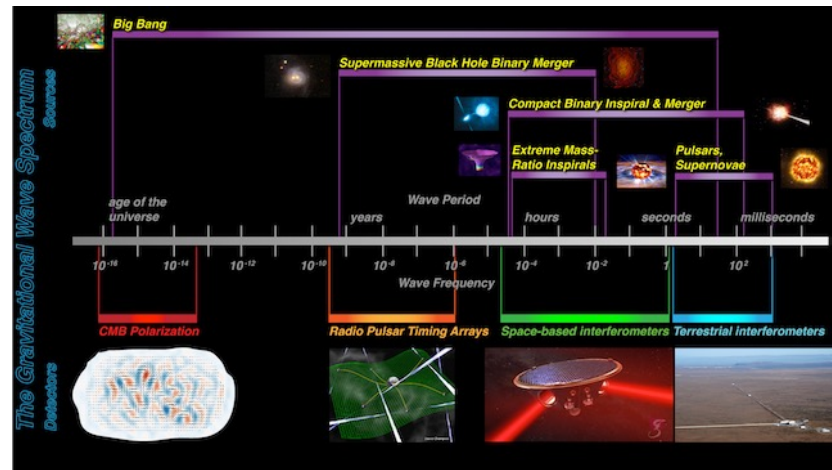 The Gravitational Wave Spectrum
Sources
Detectors
Big Bang
Supermassive Black Hole Binary Merger
Compact Binary Inspiral & Merger
Extreme Mass-
Ratio Inspirals
Pulsars,
Supernovae
age of the
universe
Wave Period
years
hours
seconds
milliseconds
10⁻¹⁶
10⁻¹⁴
10⁻¹²
10⁻¹⁰
10⁻⁸
10⁻⁶
10⁻⁴
10⁻²
1
10²
Wave Frequency
CMB Polarization
Radio Pulsar Timing Arrays
Space-based interferometers
Terrestrial interferometers